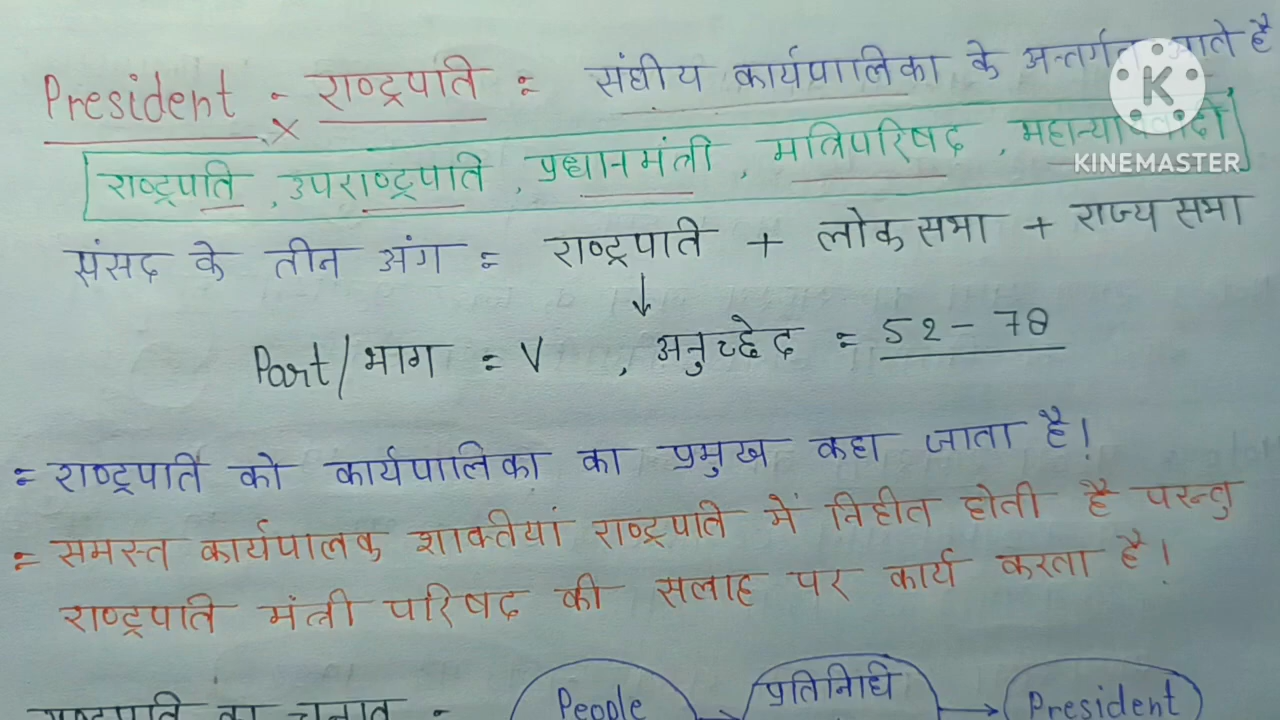 President - राष्ट्रपति = संघीय कार्यपालिका के अन्तर्गत आते है
राष्ट्रपति , उपराष्ट्रपति , प्रधानमंत्री , मंत्रिपरिषद , महान्यायवादी
संसद के तीन अंग = राष्ट्रपति + लोकसभा + राज्य सभा
↓
Part/भाग = V , अनुच्छेद = 52 - 78
= राष्ट्रपति को कार्यपालिका का प्रमुख कहा जाता है।
= समस्त कार्यपालक शक्तीयां राष्ट्रपति में निहीत होती है परन्तु
राष्ट्रपति मंत्री परिषद की सलाह पर कार्य करता है।
राष्ट्रपति का चुनाव = People → प्रतिनिधि → President
K
KINEMASTER